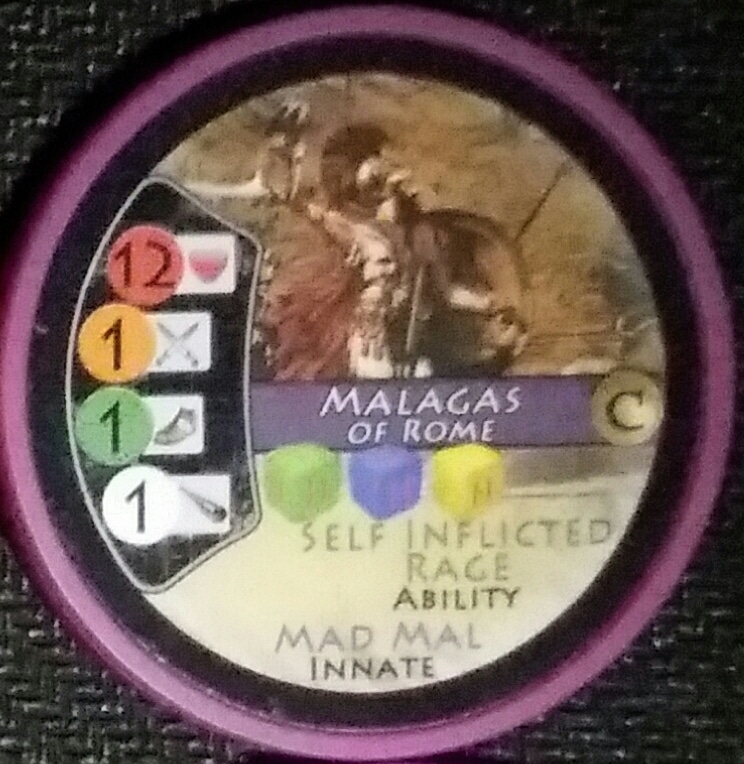 12
1
1
1
MALAGAS
OF ROME
C
SELF INFLICTED
RAGE
ABILITY
MAD MAL
INNATE